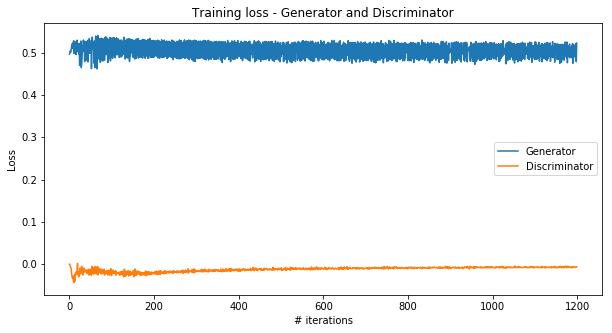 Training loss - Generator and Discriminator
Loss
0.5
0.4
0.3
0.2
0.1
0.0
Generator
Discriminator
0 200 400 600 800 1000 1200
# iterations